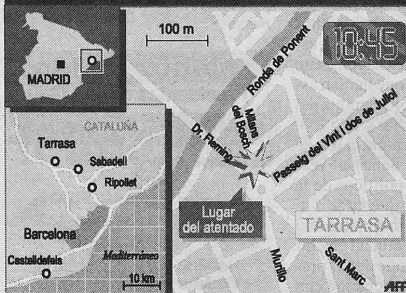 MADRID
100 m
Ronda de Ponent
10:45
CATALUÑA
Tarrasa
Sabadell
Ripollet
Barcelona
Castelldefels
Mediterráneo
10 km
Milans
del Bosch
Dr. Fleming
Passeig del Vint i dos de Juliol
Lugar
del atentado
TARRASA
Murillo
Sant Marc
AFP